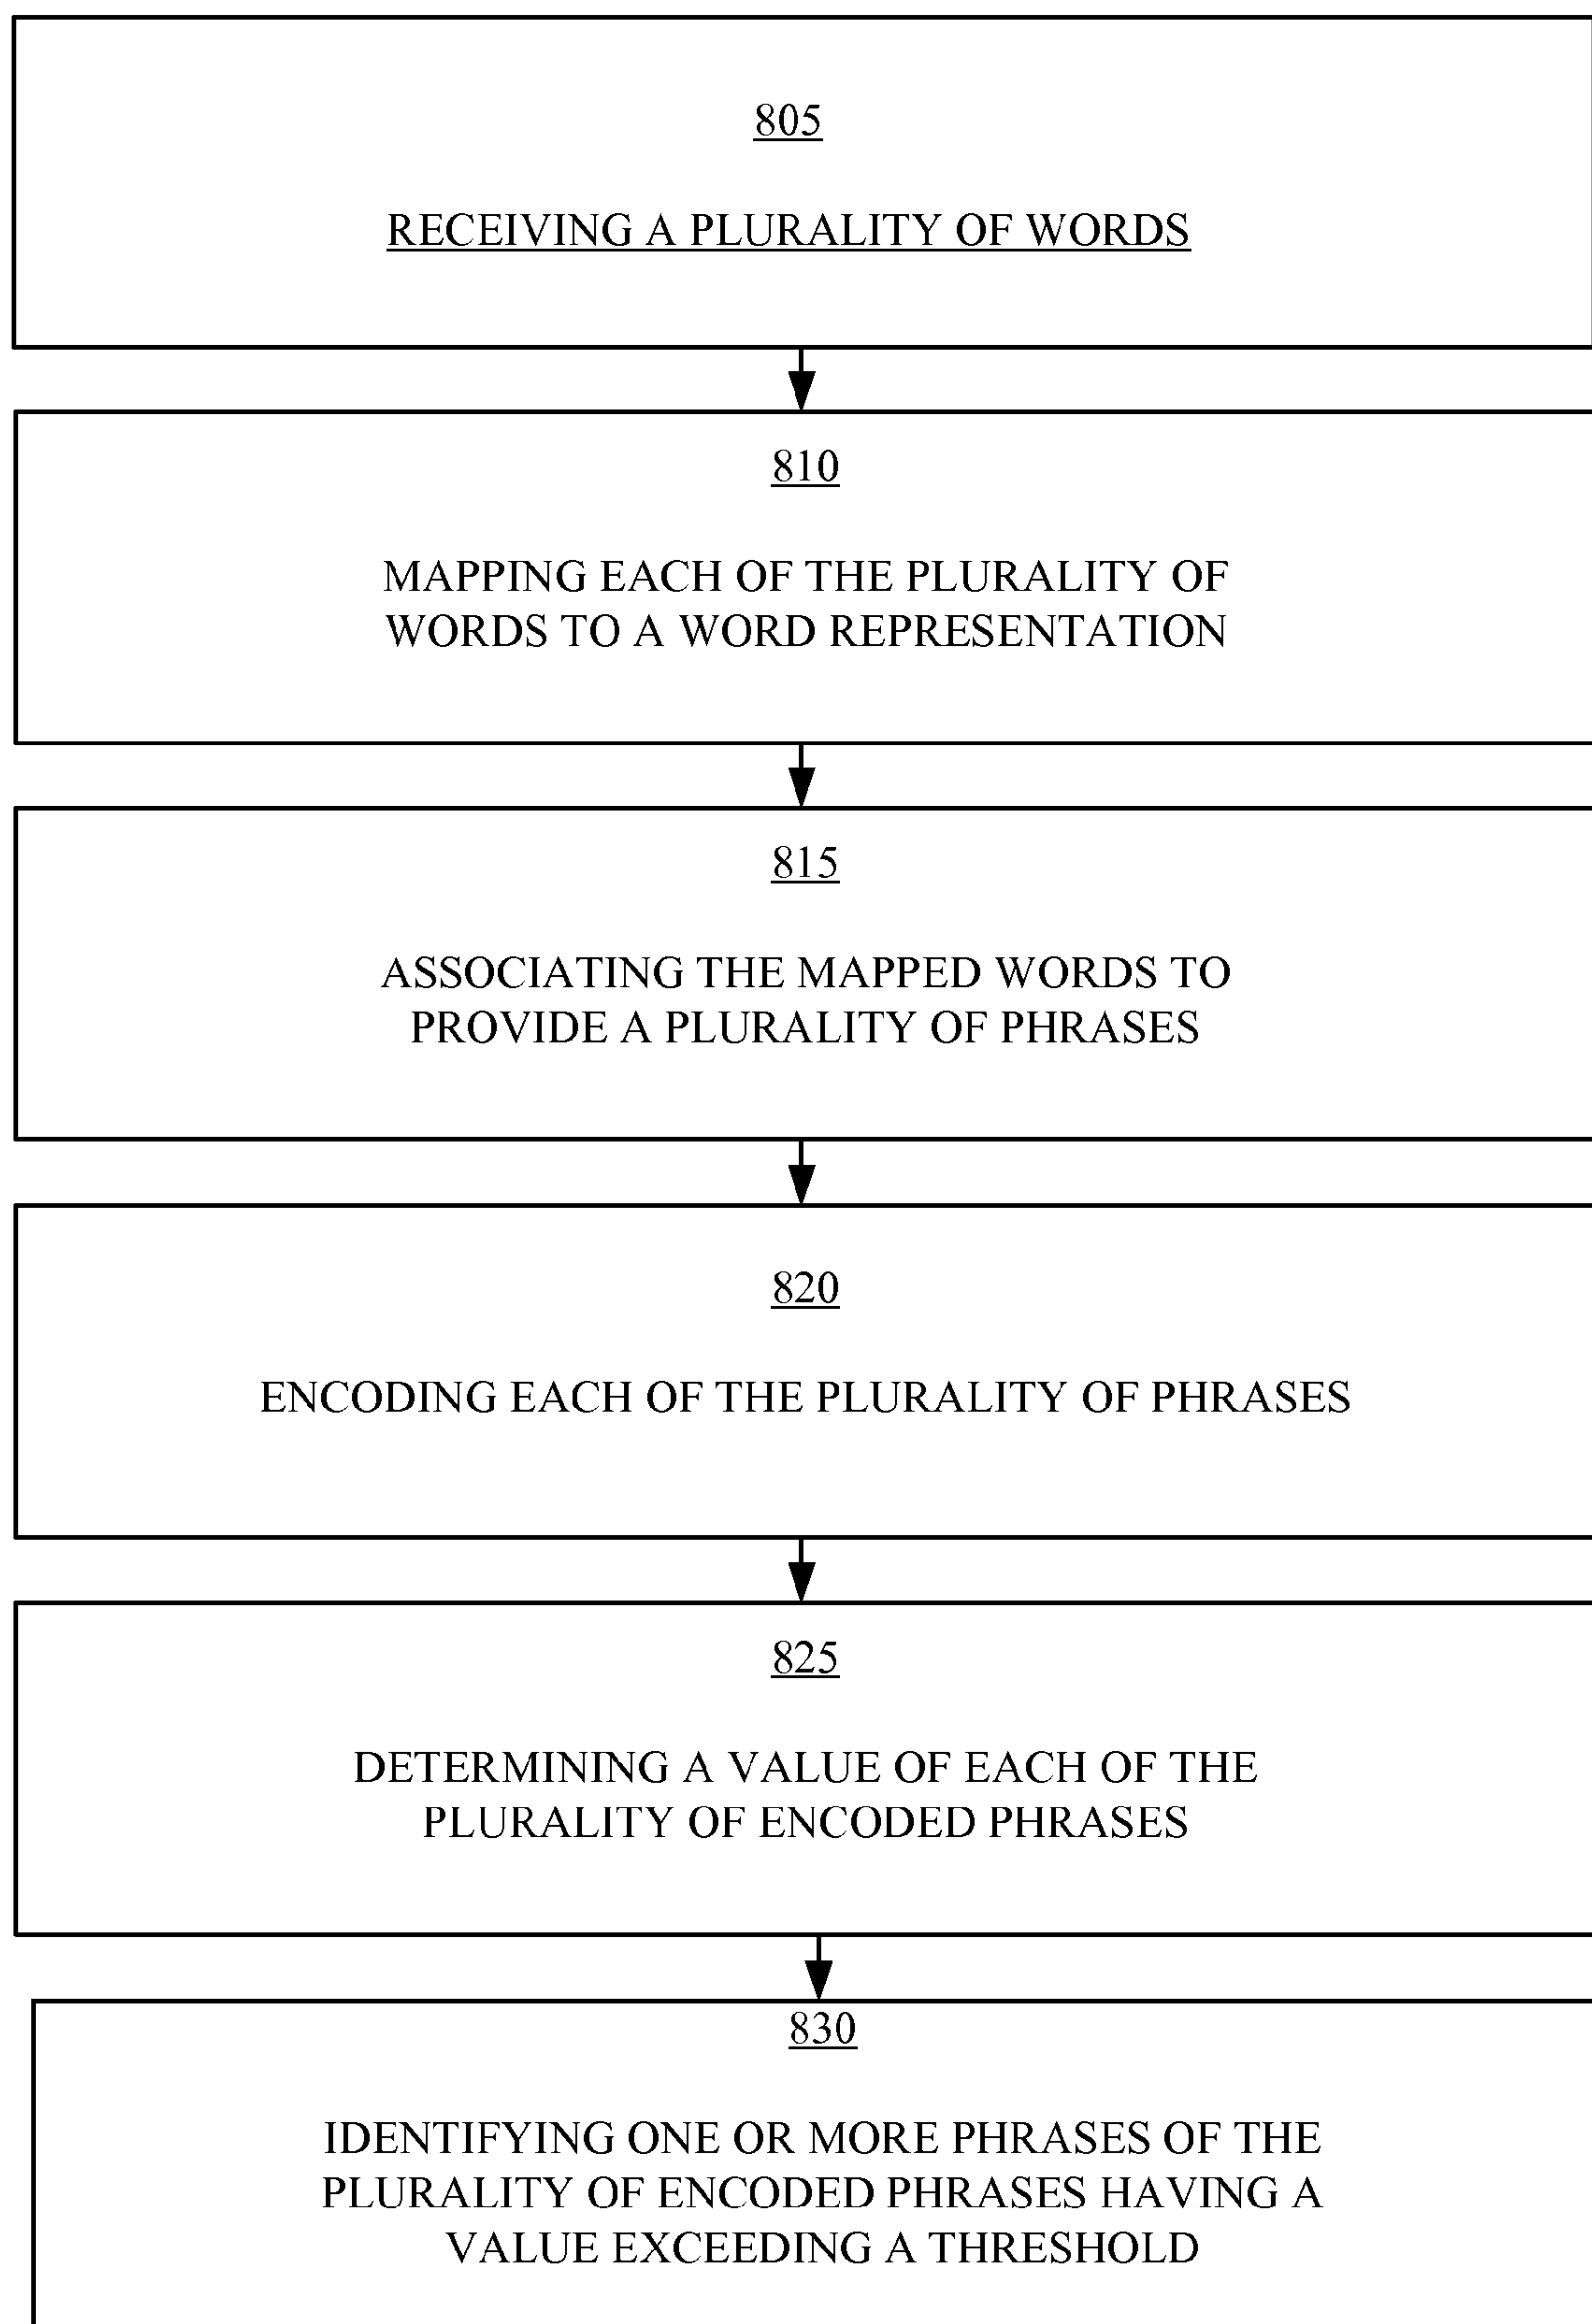 805
RECEIVING A PLURALITY OF WORDS
810
MAPPING EACH OF THE PLURALITY OF
WORDS TO A WORD REPRESENTATION
815
ASSOCIATING THE MAPPED WORDS TO
PROVIDE A PLURALITY OF PHRASES
820
ENCODING EACH OF THE PLURALITY OF PHRASES
825
DETERMINING A VALUE OF EACH OF THE
PLURALITY OF ENCODED PHRASES
830
IDENTIFYING ONE OR MORE PHRASES OF THE
PLURALITY OF ENCODED PHRASES HAVING A
VALUE EXCEEDING A THRESHOLD